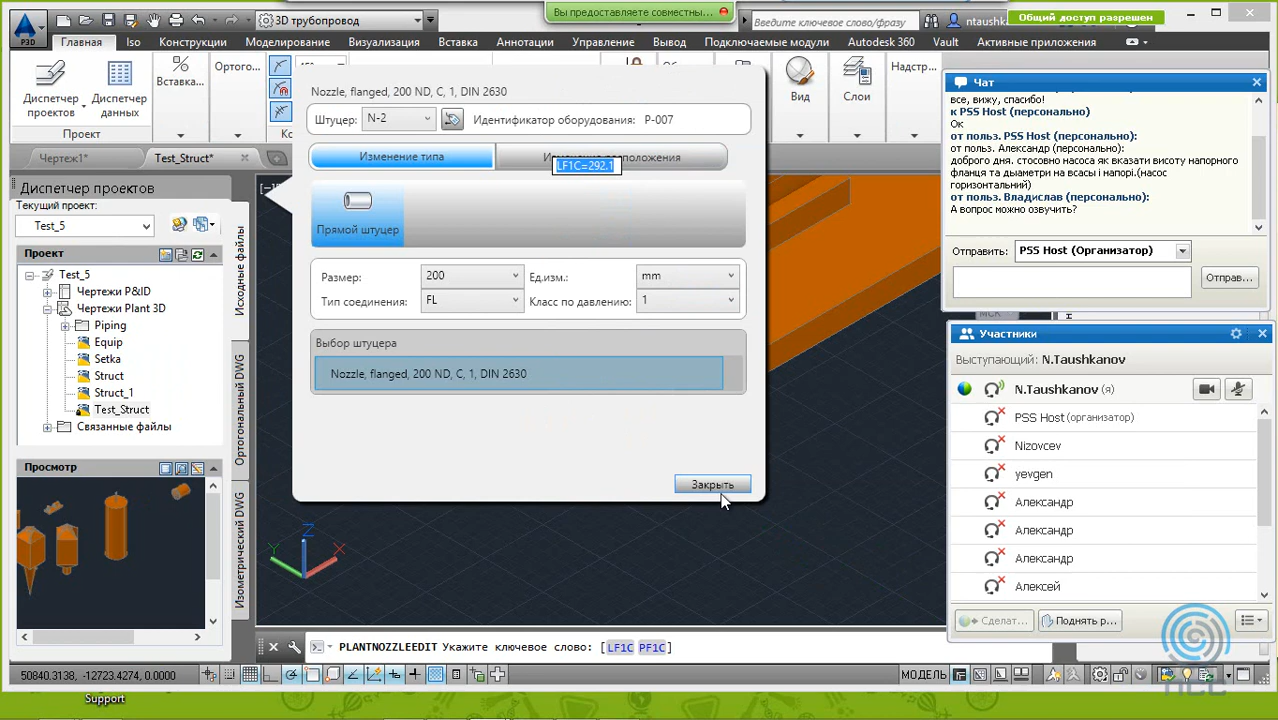 3D трубопровод
Вы предоставляете совместны...
Введите ключевое слово/фразу
ntaushka
Общий доступ разрешен
P3D
Главная
Iso
Конструкции
Моделирование
Визуализация
Вставка
Аннотации
Управление
Вывод
Подключаемые модули
Autodesk 360
Vault
Активные приложения
Диспетчер проектов
Диспетчер данных
Вставка...
Ортого...
Вид
Слои
Надстр...
Проект
Чертеж1*
Test_Struct*
Диспетчер проектов
Текущий проект:
Test_5
Проект
Test_5
Чертежи P&ID
Чертежи Plant 3D
Piping
Equip
Setka
Struct
Struct_1
Test_Struct
Связанные файлы
Просмотр
Исходные файлы
Ортогональный DWG
Изометрический DWG
Nozzle, flanged, 200 ND, C, 1, DIN 2630
Штуцер:
N-2
Идентификатор оборудования:
P-007
Изменение типа
LF1C=292.1
Прямой штуцер
Размер:
200
Ед.изм.:
mm
Тип соединения:
FL
Класс по давлению:
1
Выбор штуцера
Nozzle, flanged, 200 ND, C, 1, DIN 2630
Закрыть
Z
Y
X
PLANTNOZZLEEDIT Укажите ключевое слово: [LF1C PF1C]
Чат
все, вижу, спасибо!
к PSS Host (персонально)
Ок
от польз. PSS Host (персонально):
от польз. Александр (персонально):
доброго дня. стосовно насоса як вказати висоту напорного
фланця та дыаметри на всасы і напорі.(насос
горизонтальний)
от польз. Владислав (персонально):
А вопрос можно озвучить?
Отправить:
PSS Host (Организатор)
Отправ...
МСК
Участники
Выступающий: N.Taushkanov
N.Taushkanov (я)
PSS Host (организатор)
Nizovcev
yevgen
Александр
Александр
Александр
Алексей
Сделат...
Поднять р...
50840.3138, -12723.4274, 0.0000
МОДЕЛЬ
Support